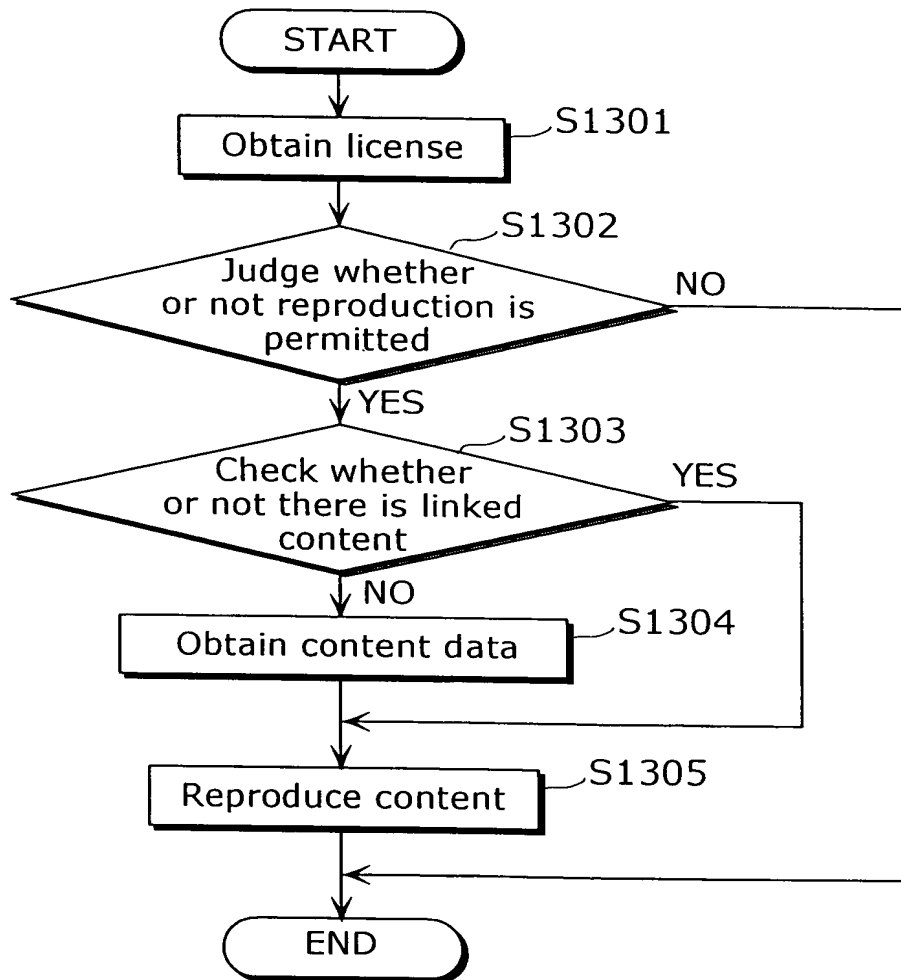 START
S1301
Obtain license
S1302
Judge whether
or not reproduction is
permitted
NO
YES
S1303
Check whether
or not there is linked
content
YES
NO
S1304
Obtain content data
S1305
Reproduce content
END